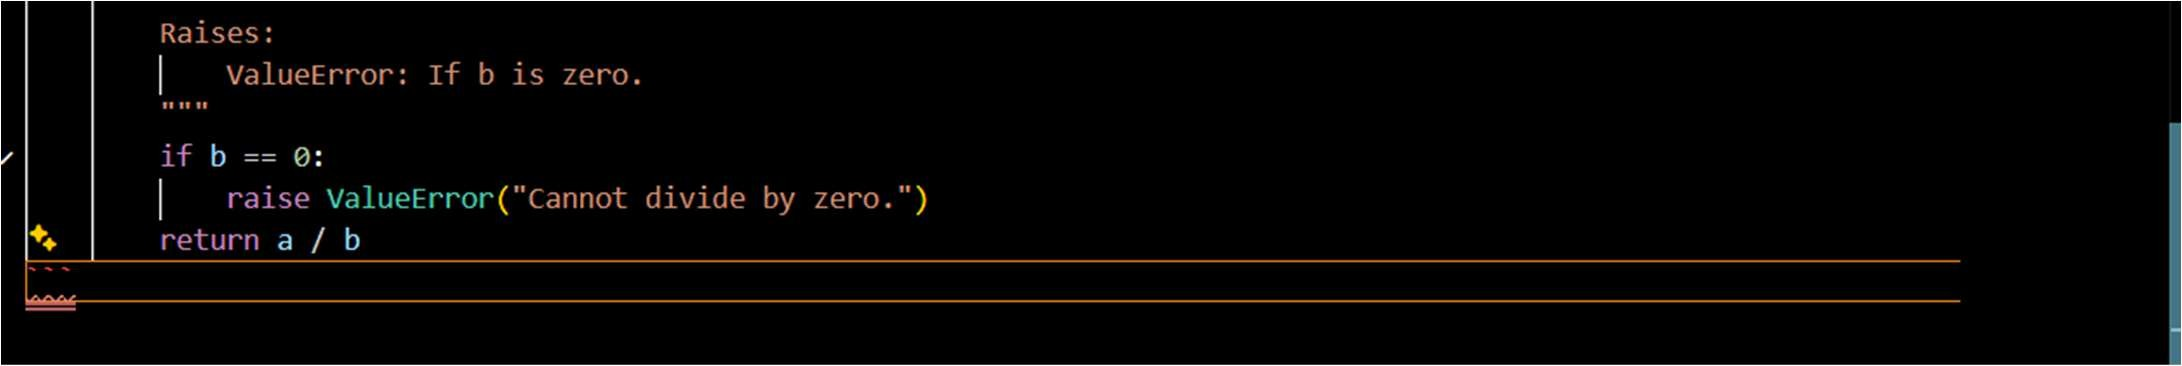 Raises:
ValueError: If b is zero.
"""
if b == 0:
raise ValueError("Cannot divide by zero.")
return a / b
```